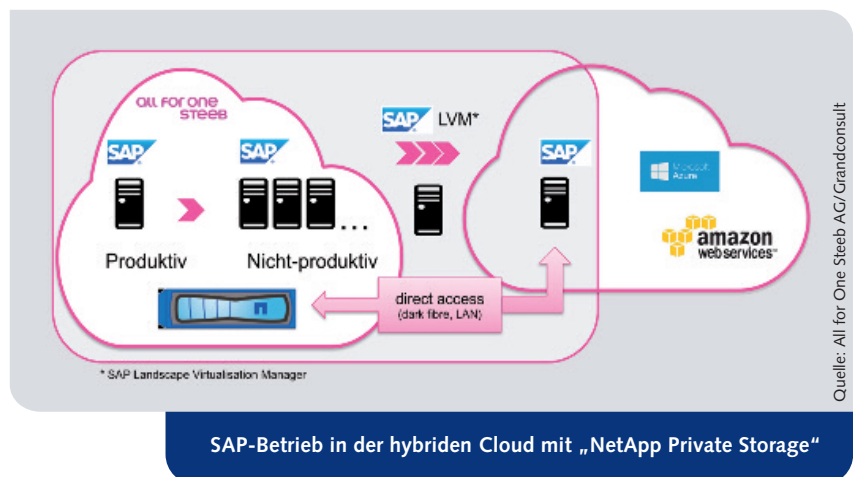 all for one
steeb
SAP
SAP
SAP LVM*
SAP
Microsoft
Azure
amazon
webservices™
...
Produktiv
Nicht-produktiv
direct access
(dark fibre, LAN)
* SAP Landscape Virtualisation Manager
Quelle: All for One Steeb AG/Grandconsult
SAP-Betrieb in der hybriden Cloud mit „NetApp Private Storage“